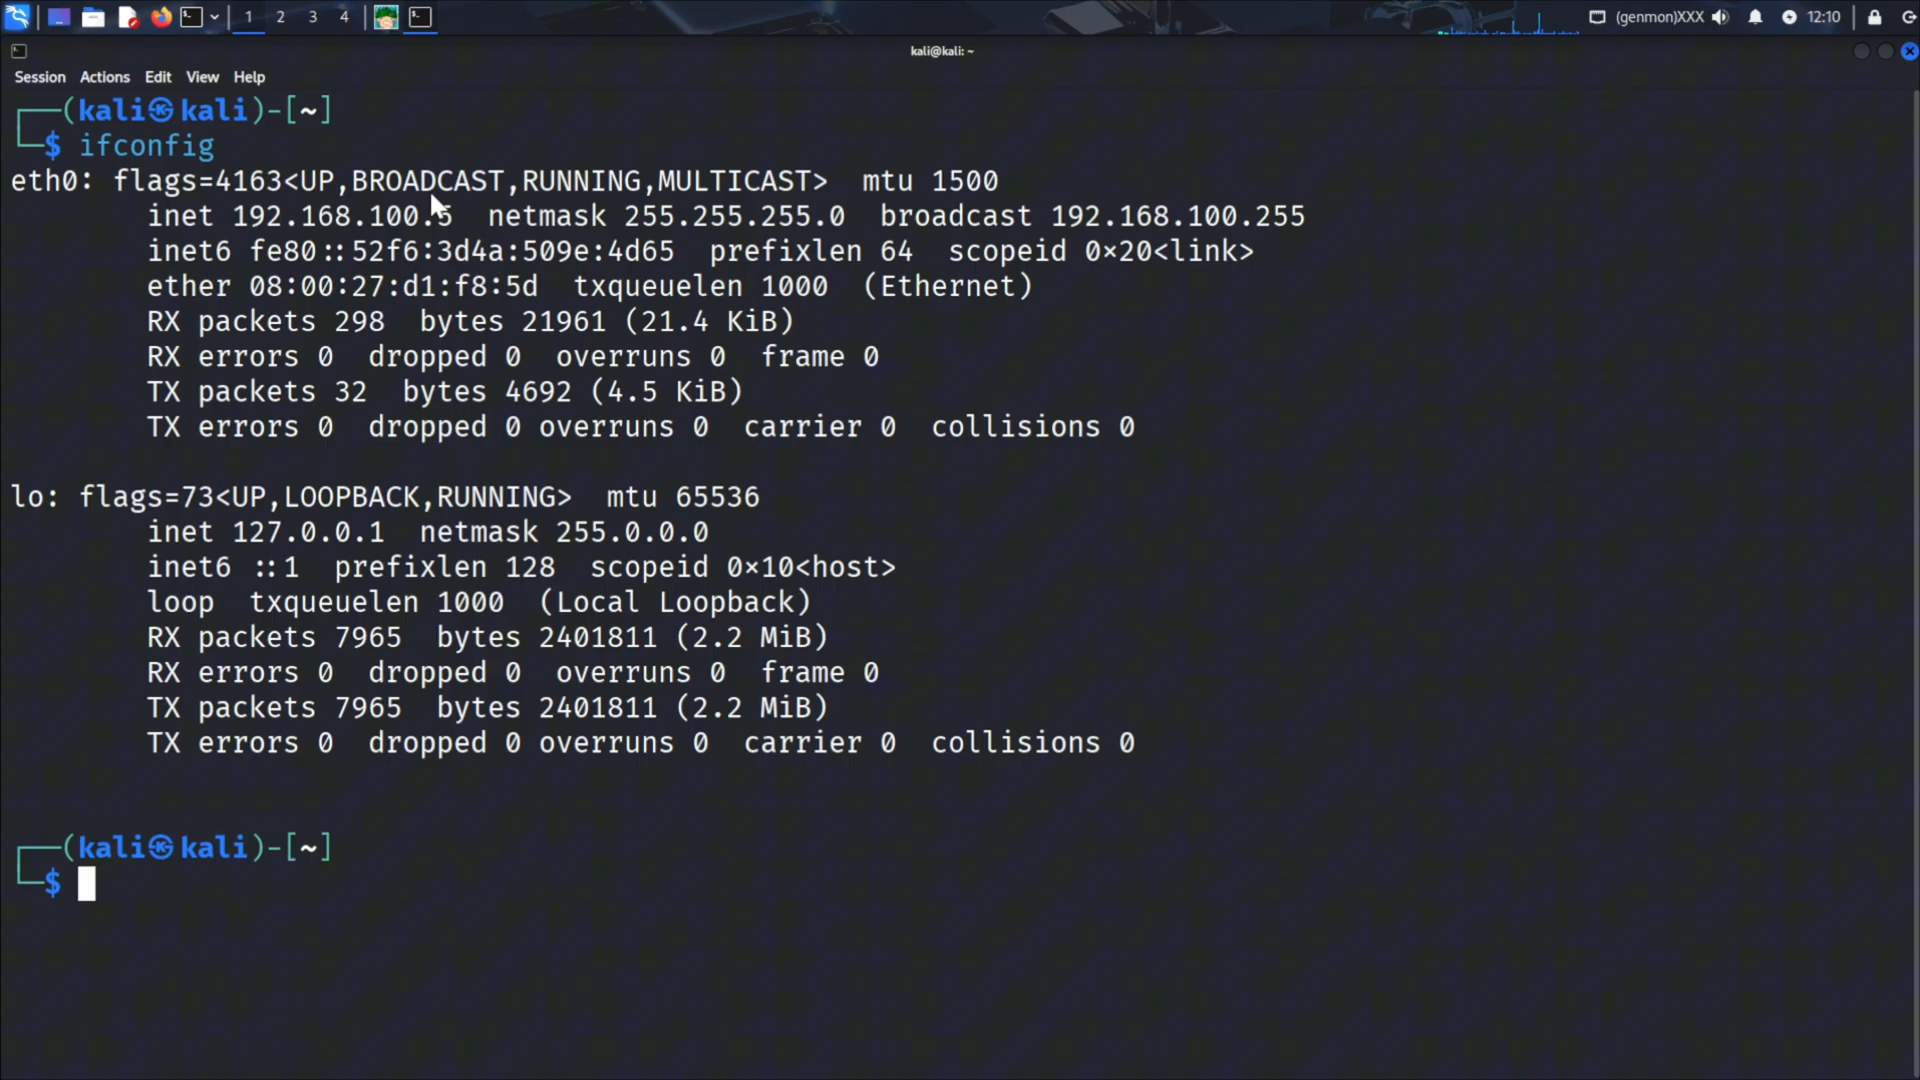 1 2 3 4 (genmon)XXX 12:10
kali@kali: ~
Session Actions Edit View Help
┌──(kali㉿kali)-[~]
└─$ ifconfig
eth0: flags=4163<UP,BROADCAST,RUNNING,MULTICAST>  mtu 1500
        inet 192.168.100.5  netmask 255.255.255.0  broadcast 192.168.100.255
        inet6 fe80::52f6:3d4a:509e:4d65  prefixlen 64  scopeid 0×20<link>
        ether 08:00:27:d1:f8:5d  txqueuelen 1000  (Ethernet)
        RX packets 298  bytes 21961 (21.4 KiB)
        RX errors 0  dropped 0  overruns 0  frame 0
        TX packets 32  bytes 4692 (4.5 KiB)
        TX errors 0  dropped 0 overruns 0  carrier 0  collisions 0
lo: flags=73<UP,LOOPBACK,RUNNING>  mtu 65536
        inet 127.0.0.1  netmask 255.0.0.0
        inet6 ::1  prefixlen 128  scopeid 0×10<host>
        loop  txqueuelen 1000  (Local Loopback)
        RX packets 7965  bytes 2401811 (2.2 MiB)
        RX errors 0  dropped 0  overruns 0  frame 0
        TX packets 7965  bytes 2401811 (2.2 MiB)
        TX errors 0  dropped 0 overruns 0  carrier 0  collisions 0
┌──(kali㉿kali)-[~]
└─$